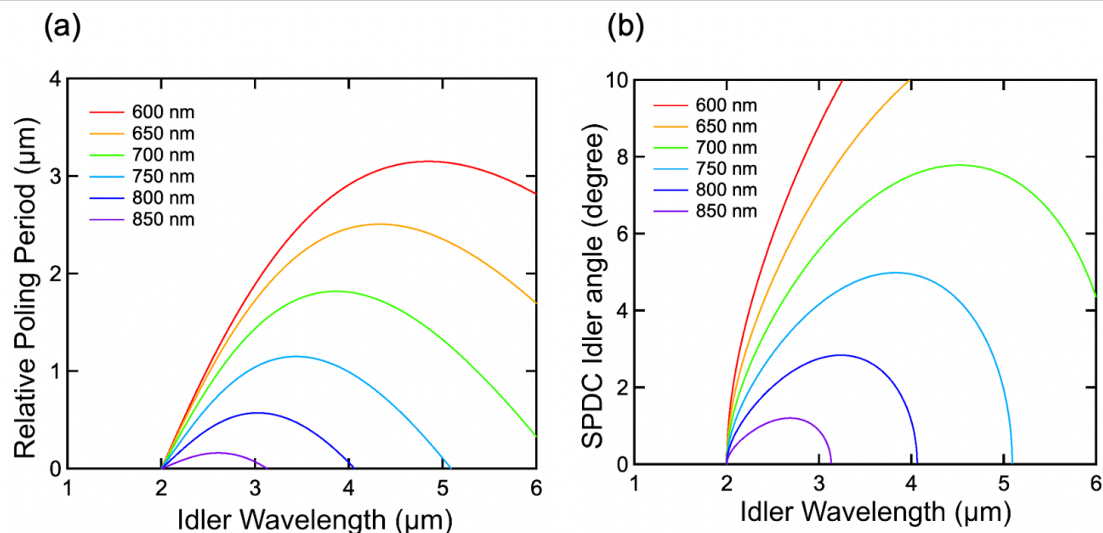 (a)
Relative Poling Period (μm)
4
3
2
1
0
600 nm
650 nm
700 nm
750 nm
800 nm
850 nm
1 2 3 4 5 6
Idler Wavelength (μm)
(b)
SPDC Idler angle (degree)
10
8
6
4
2
0
600 nm
650 nm
700 nm
750 nm
800 nm
850 nm
1 2 3 4 5 6
Idler Wavelength (μm)